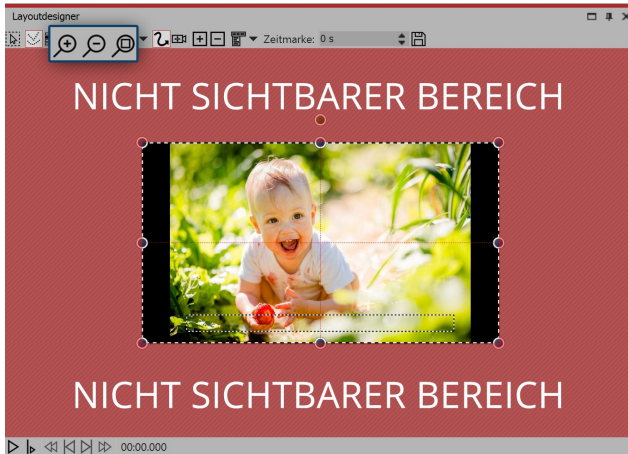 Layoutdesigner
Zeitmarke: 0 s
NICHT SICHTBARER BEREICH
NICHT SICHTBARER BEREICH
00:00.000